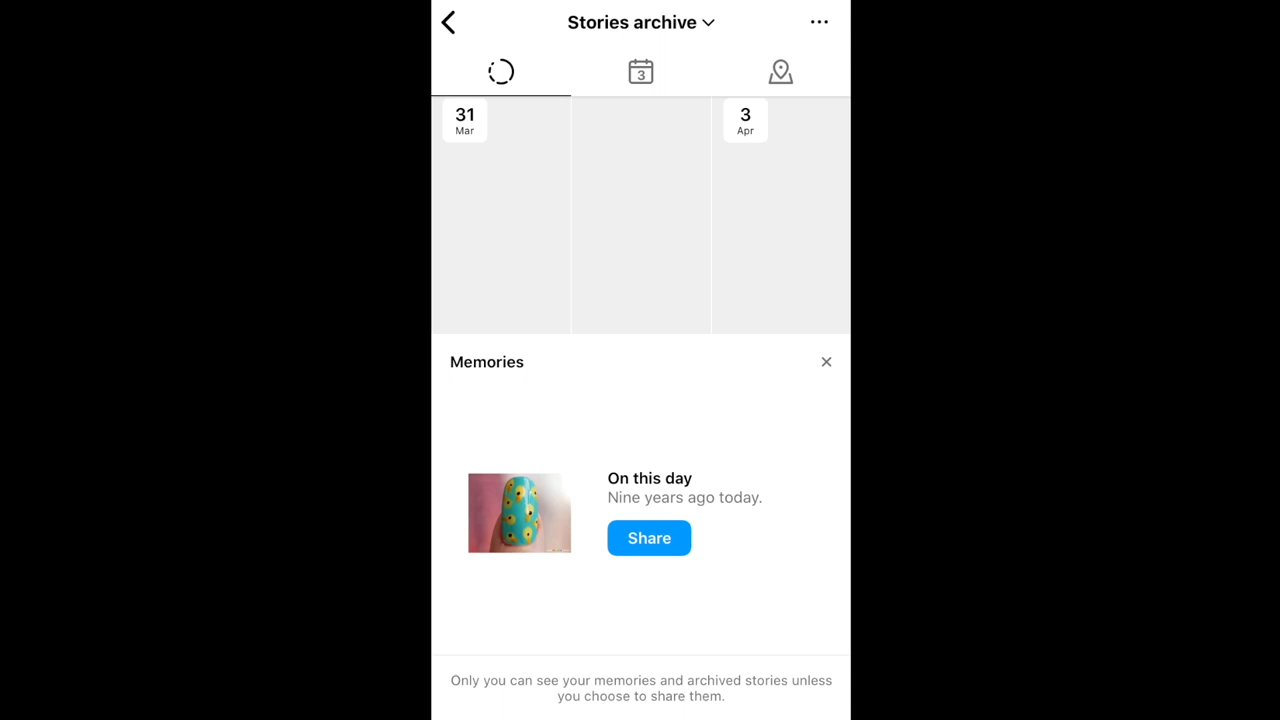 Stories archive
3
31
Mar
3
Apr
Memories
On this day
Nine years ago today.
Share
Only you can see your memories and archived stories unless
you choose to share them.